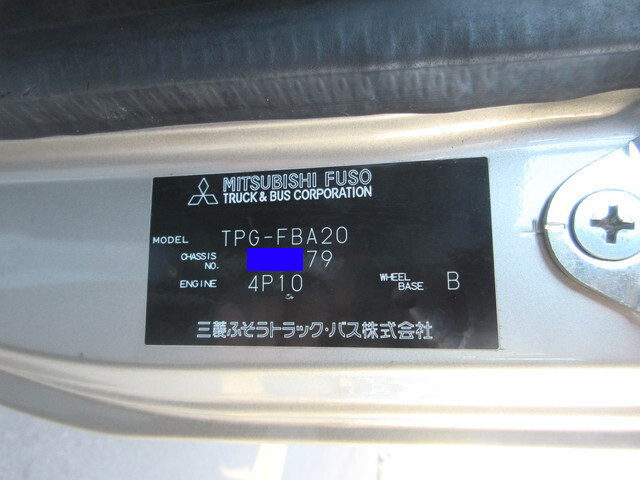 MITSUBISHI FUSO
TRUCK & BUS CORPORATION
MODEL TPG-FBA20
CHASSIS NO. 79
ENGINE 4P10 WHEEL BASE B
三菱ふそうトラック・バス株式会社